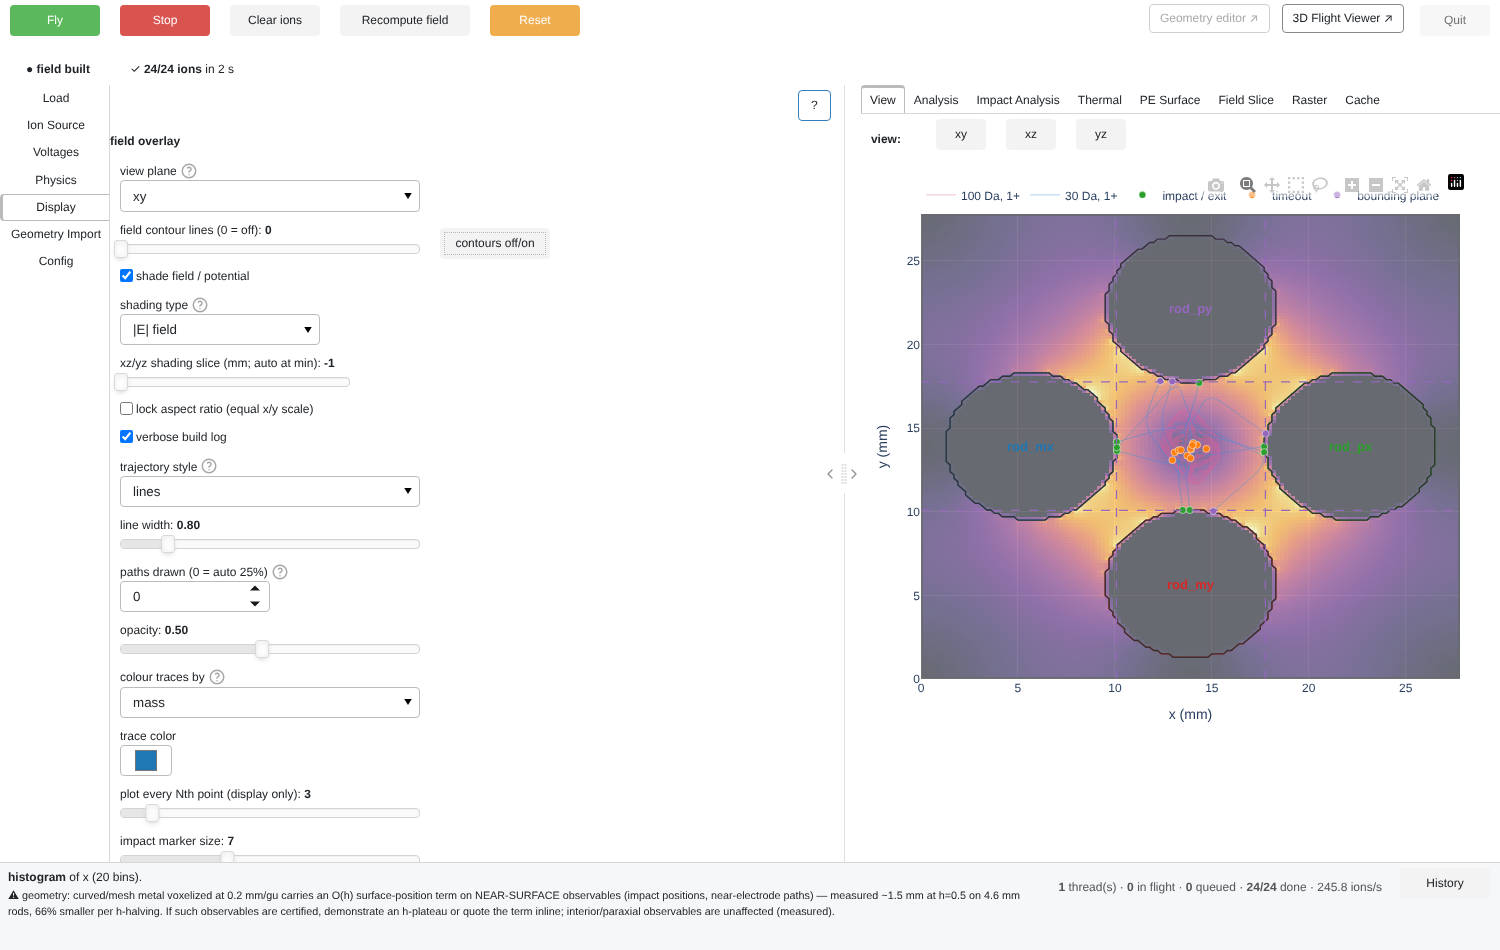 Fly
Stop
Clear ions
Recompute field
Reset
Geometry editor ↗
3D Flight Viewer ↗
Quit
● field built
✓ 24/24 ions in 2 s
Load
Ion Source
Voltages
Physics
Display
Geometry Import
Config
?
field overlay
view plane ?
xy
field contour lines (0 = off): 0
contours off/on
shade field / potential
shading type ?
|E| field
xz/yz shading slice (mm; auto at min): -1
lock aspect ratio (equal x/y scale)
verbose build log
trajectory style ?
lines
line width: 0.80
paths drawn (0 = auto 25%) ?
0
opacity: 0.50
colour traces by ?
mass
trace color
plot every Nth point (display only): 3
impact marker size: 7
View
Analysis
Impact Analysis
Thermal
PE Surface
Field Slice
Raster
Cache
view:
xy
xz
yz
100 Da, 1+
30 Da, 1+
impact / exit
timeout
bounding plane
rod_py
rod_mx
rod_px
rod_my
25
20
15
10
5
0
0
5
10
15
20
25
y (mm)
x (mm)
histogram of x (20 bins).
⚠ geometry: curved/mesh metal voxelized at 0.2 mm/gu carries an O(h) surface-position term on NEAR-SURFACE observables (impact positions, near-electrode paths) — measured ~1.5 mm at h=0.5 on 4.6 mm
rods, 66% smaller per h-halving. If such observables are certified, demonstrate an h-plateau or quote the term inline; interior/paraxial observables are unaffected (measured).
1 thread(s) · 0 in flight · 0 queued · 24/24 done · 245.8 ions/s
History